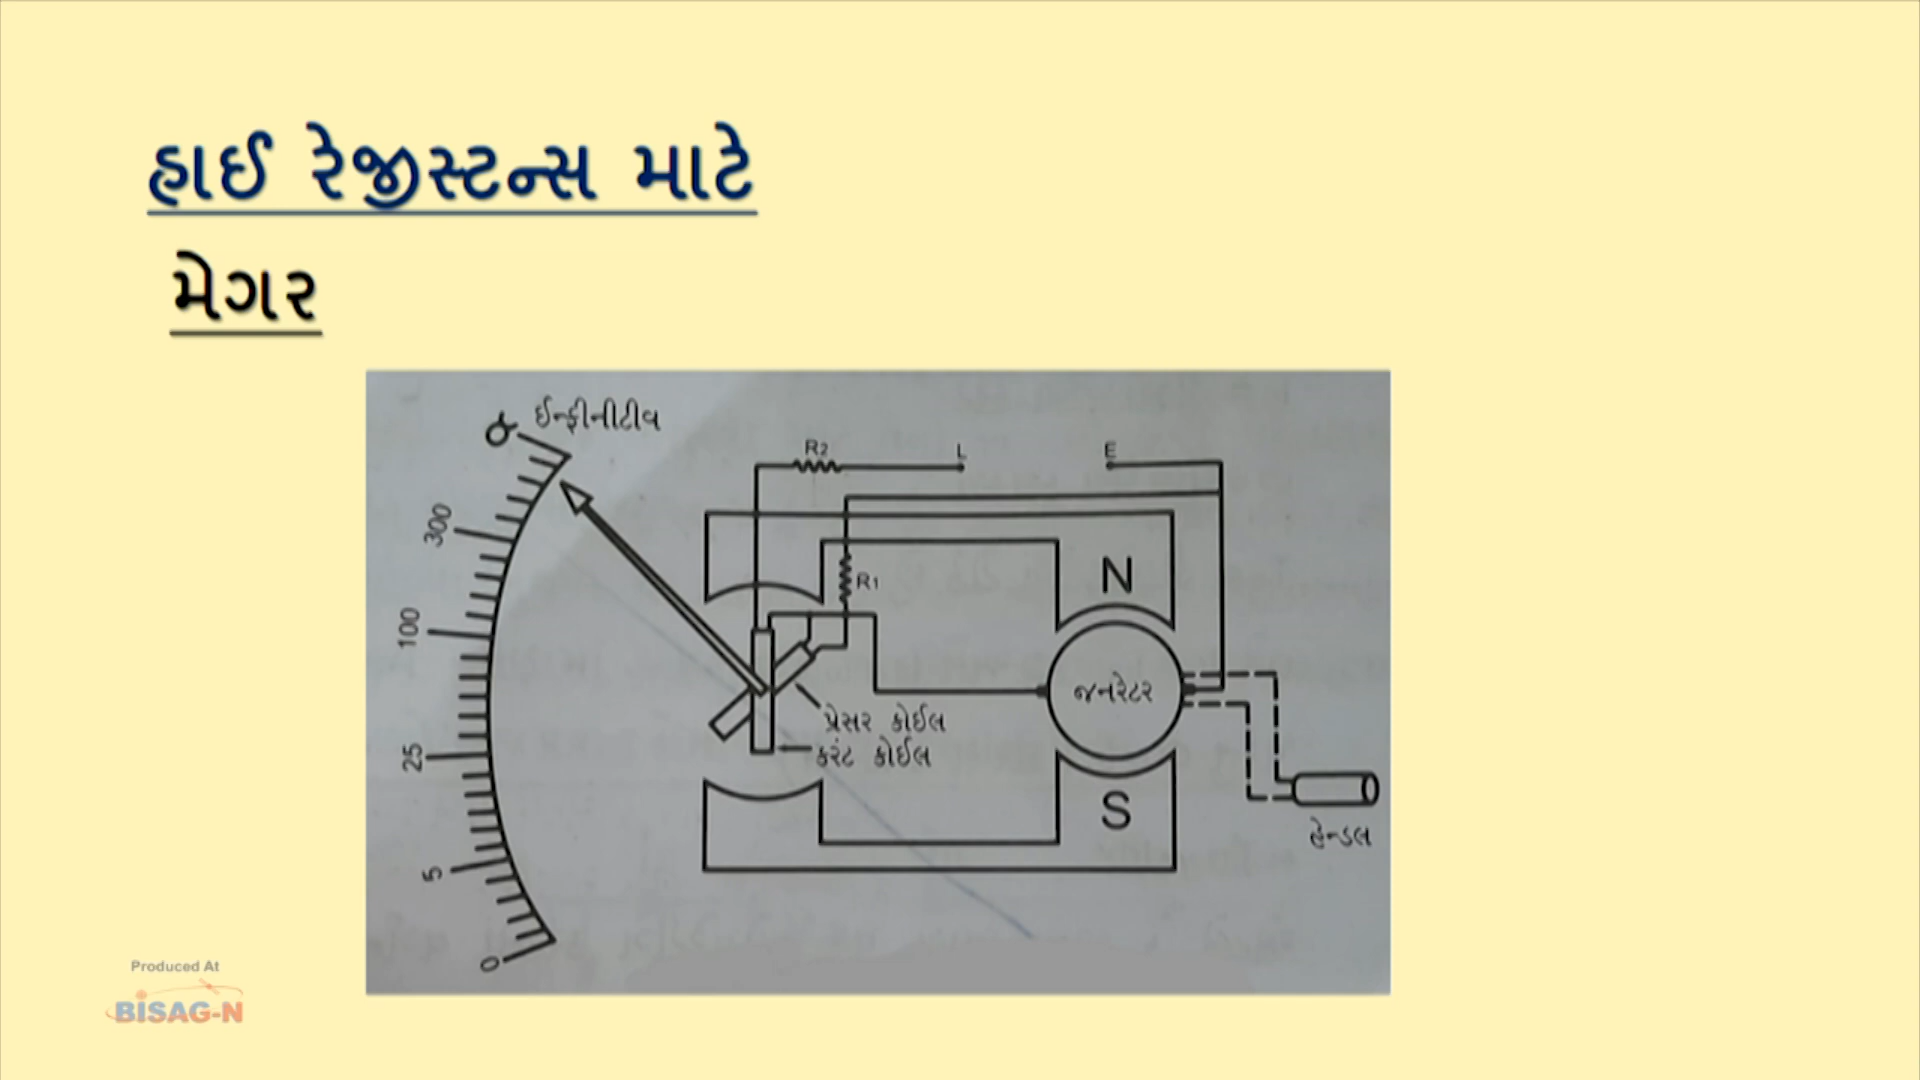 હાઈ રેજીસ્ટન્સ માટે
મેગર
ઈન્ફીનીટીવ
300
100
25
5
0
R2
L
E
R1
N
જનરેટર
S
પ્રેસર કોઈલ
કરંટ કોઈલ
હેન્ડલ
Produced At
BISAG-N